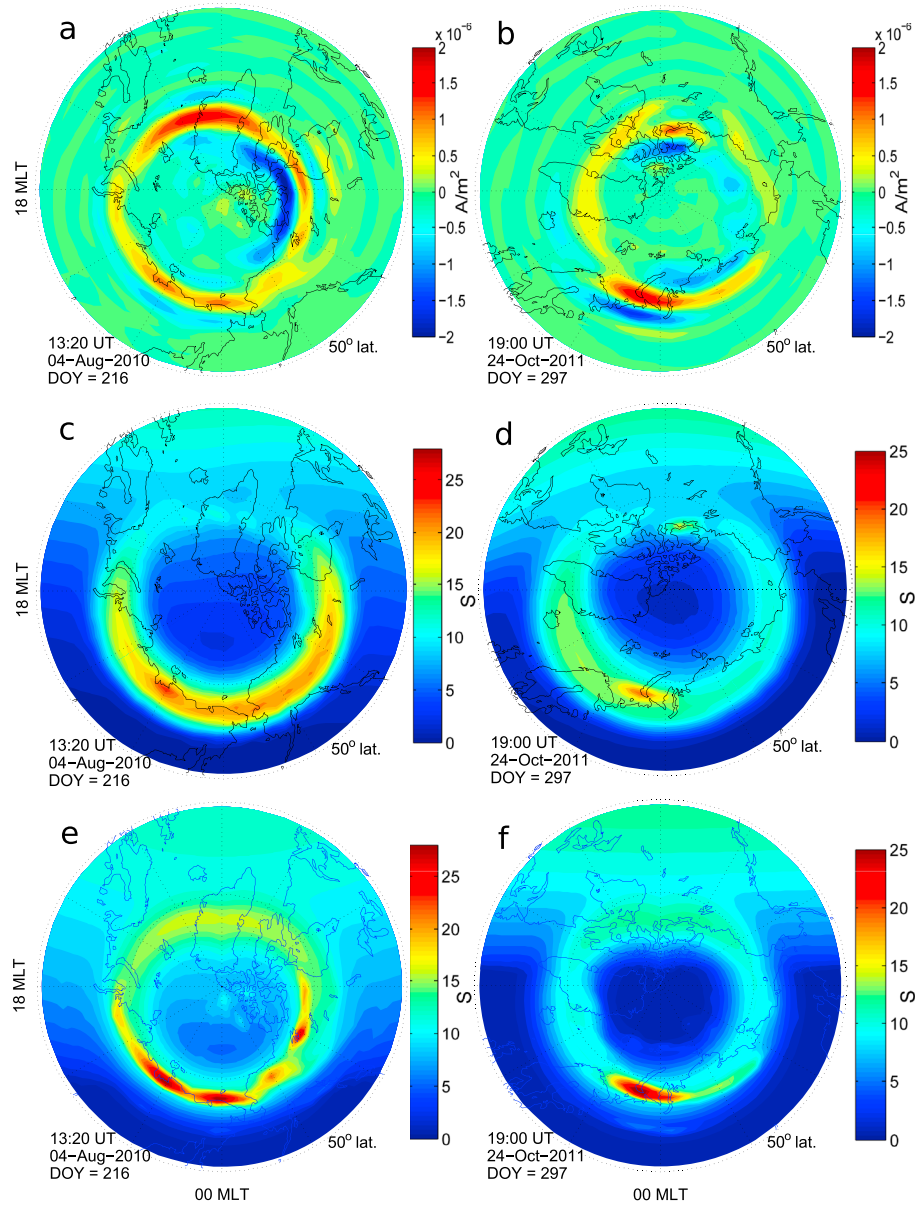 a
b
x 10⁻⁶
x 10⁻⁶
2
1.5
1
0.5
0
−0.5
−1
−1.5
−2
A/m²
2
1.5
1
0.5
0
−0.5
−1
−1.5
−2
A/m²
18 MLT
13:20 UT
04−Aug−2010
DOY = 216
50° lat.
19:00 UT
24−Oct−2011
DOY = 297
50° lat.
c
d
25
20
15
10
5
0
S
25
20
15
10
5
0
S
18 MLT
13:20 UT
04−Aug−2010
DOY = 216
50° lat.
19:00 UT
24−Oct−2011
DOY = 297
50° lat.
e
f
25
20
15
10
5
0
S
25
20
15
10
5
0
S
18 MLT
13:20 UT
04−Aug−2010
DOY = 216
50° lat.
19:00 UT
24−Oct−2011
DOY = 297
50° lat.
00 MLT
00 MLT